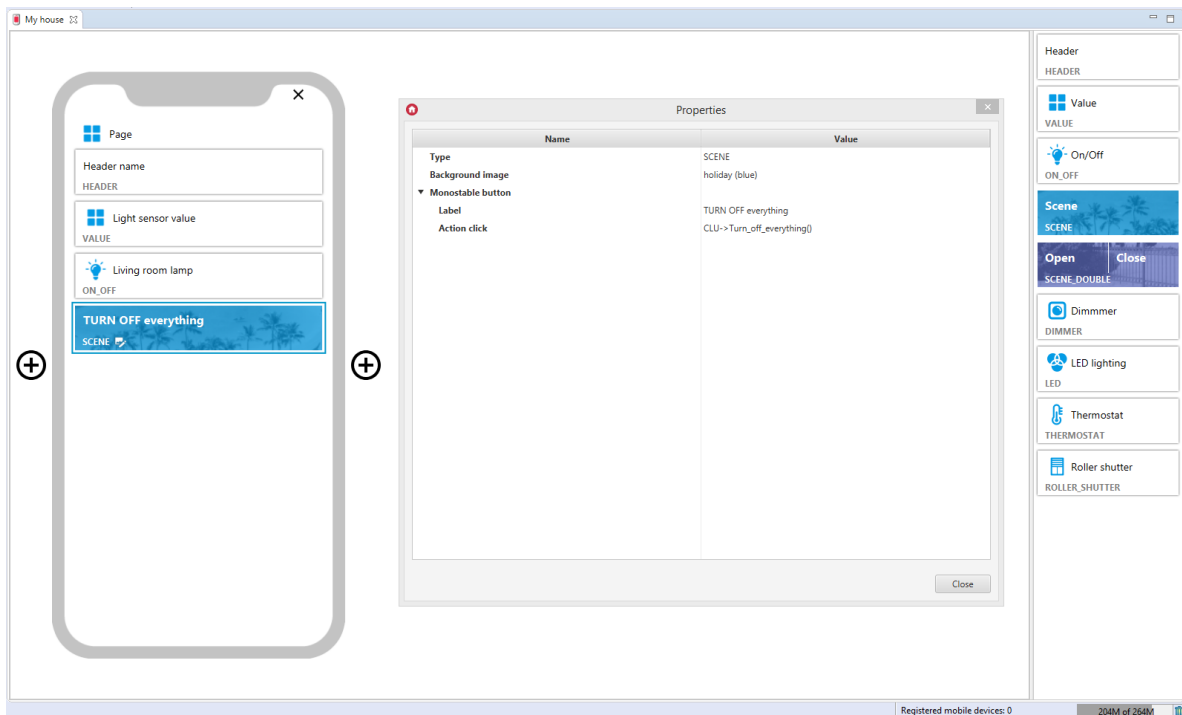 My house
Page
Header name
HEADER
Light sensor value
VALUE
Living room lamp
ON_OFF
TURN OFF everything
SCENE
Properties
Name Value
Type SCENE
Background image holiday (blue)
Monostable button
Label TURN OFF everything
Action click CLU->Turn_off_everything()
Close
Header
HEADER
Value
VALUE
On/Off
ON_OFF
Scene
SCENE
Open Close
SCENE_DOUBLE
Dimmmer
DIMMER
LED lighting
LED
Thermostat
THERMOSTAT
Roller shutter
ROLLER_SHUTTER
Registered mobile devices: 0 204M of 264M